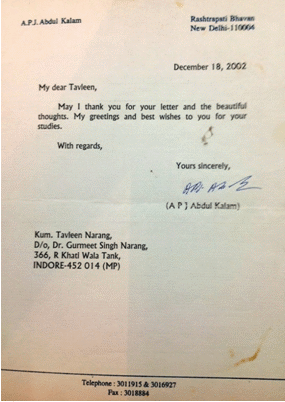 A.P.J. Abdul Kalam
Rashtrapati Bhavan
New Delhi-110004
December 18, 2002
My dear Tavleen,
May I thank you for your letter and the beautiful
thoughts. My greetings and best wishes to you for your
studies.
With regards,
Yours sincerely,
(A P J Abdul Kalam)
Kum. Tavleen Narang,
D/o, Dr. Gurmeet Singh Narang,
366, R Khati Wala Tank,
INDORE-452 014 (MP)
Telephone : 3011915 & 3016927
Fax : 3018884